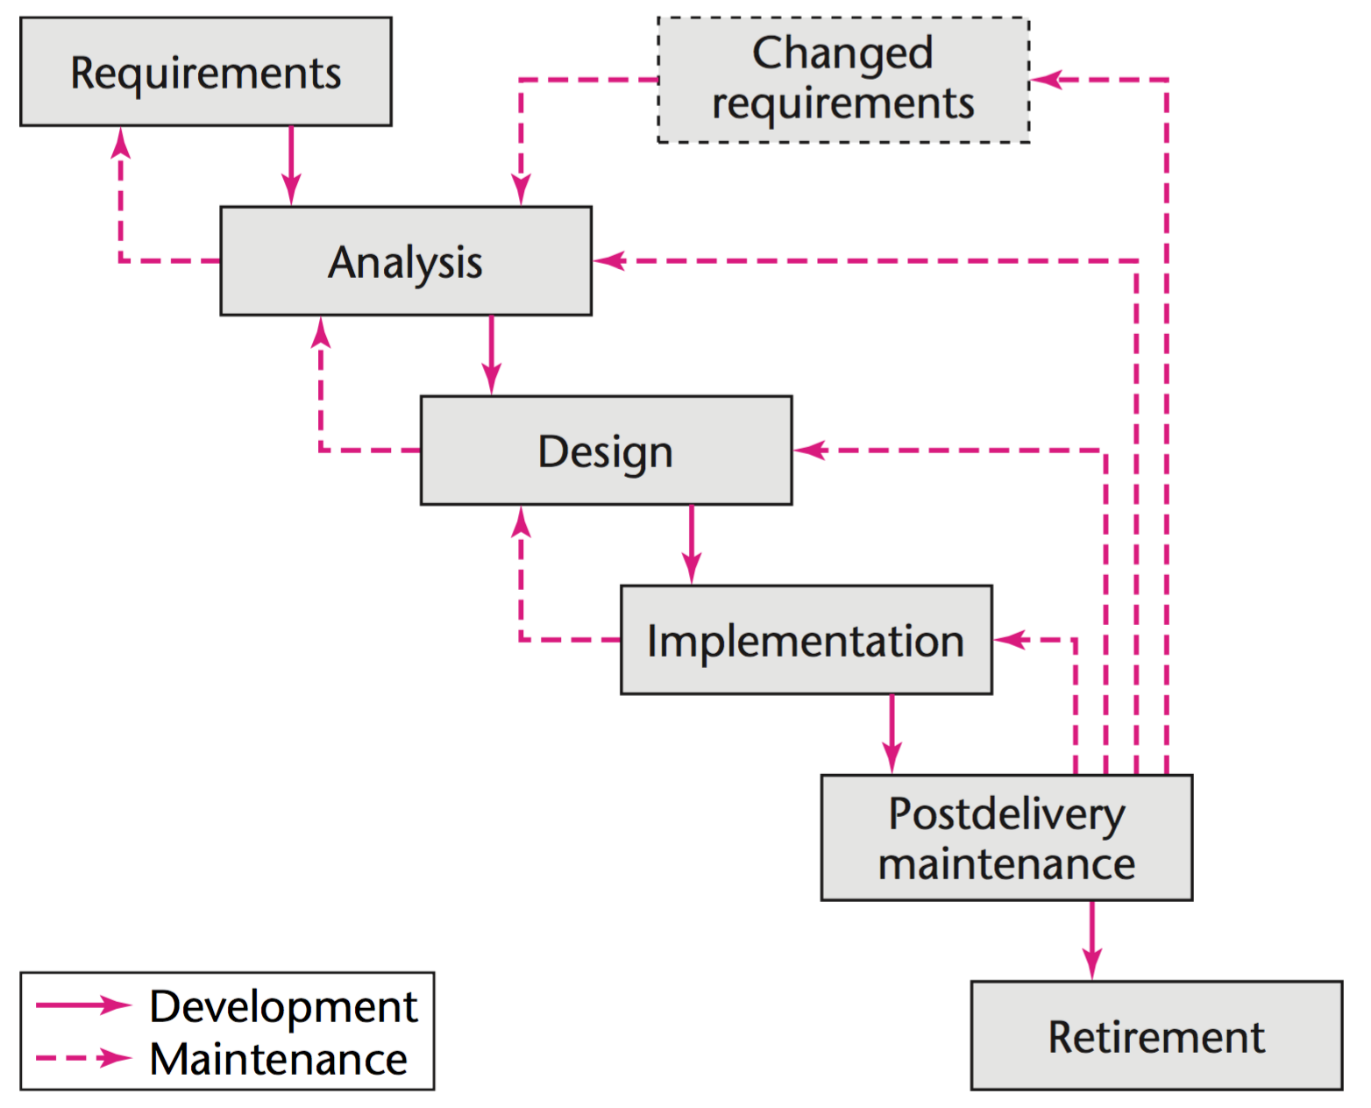 Requirements
Changed
requirements
Analysis
Design
Implementation
Postdelivery
maintenance
Retirement
Development
Maintenance